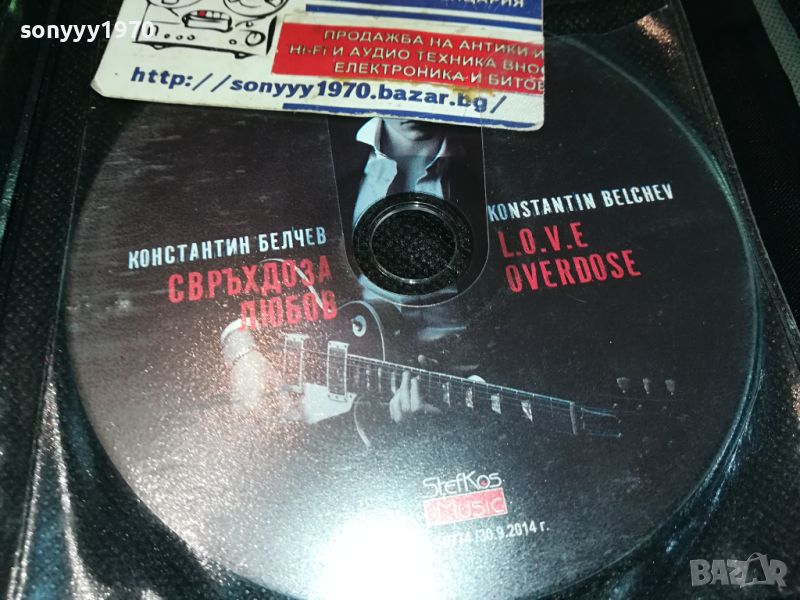 sonyyy1970
ПРОДАЖБА НА АНТИКИ И
Hi-Fi И АУДИО ТЕХНИКА ВНОС
ЕЛЕКТРОНИКА И БИТОВ
http://sonyyy1970.bazar.bg/
КОНСТАНТИН БЕЛЧЕВ
СВРЪХДОЗА
ЛЮБОВ
KONSTANTIN BELCHEV
L.O.V.E
OVERDOSE
StefKos
Music
/30.9.2014 г.
BAZAR